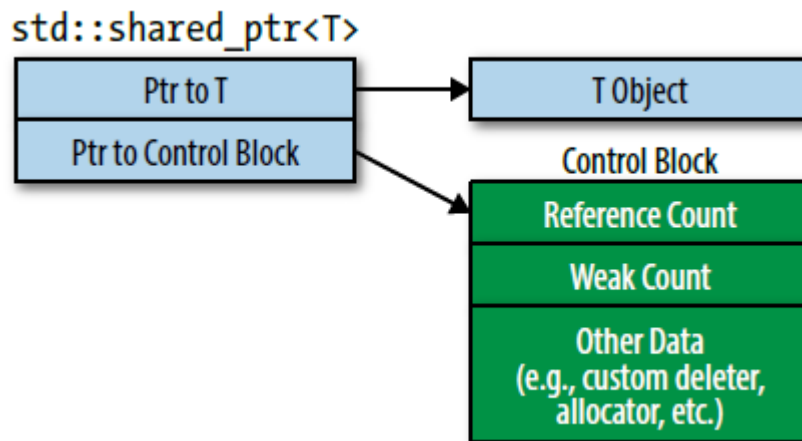 std::shared_ptr<T>
Ptr to T
T Object
Ptr to Control Block
Control Block
Reference Count
Weak Count
Other Data
(e.g., custom deleter,
allocator, etc.)